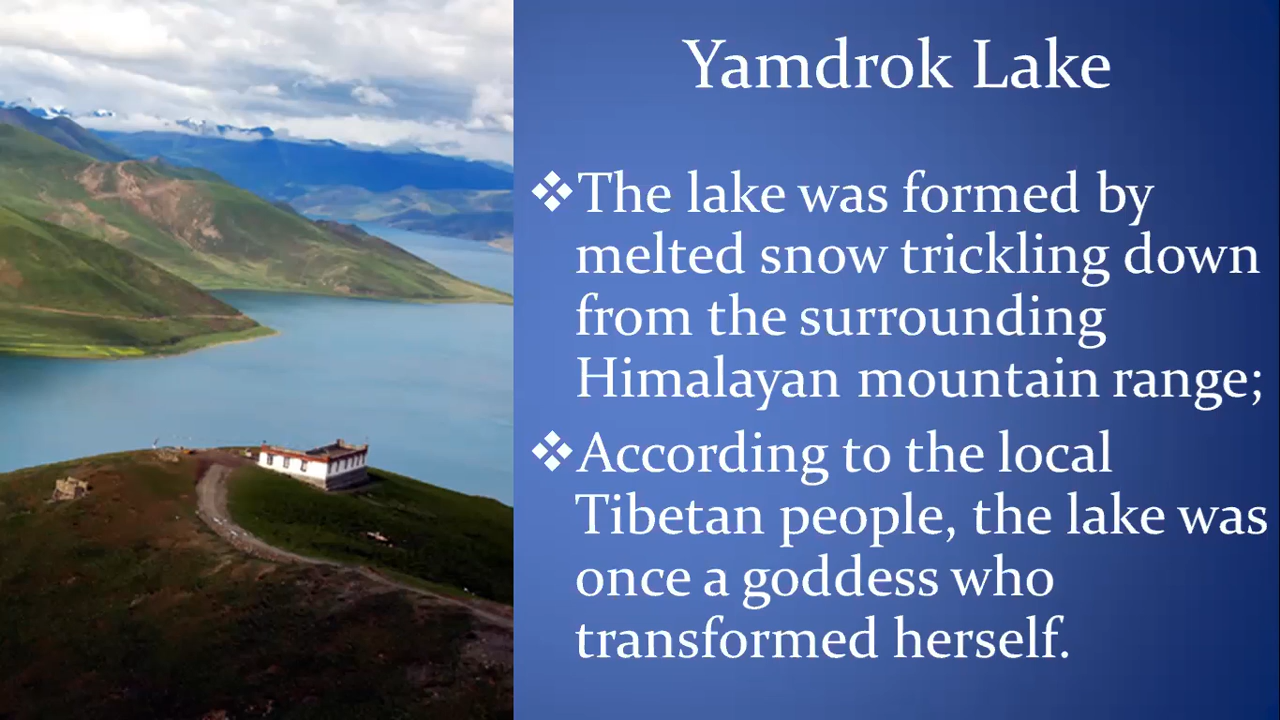 Yamdrok Lake
❖The lake was formed by
melted snow trickling down
from the surrounding
Himalayan mountain range;
❖According to the local
Tibetan people, the lake was
once a goddess who
transformed herself.